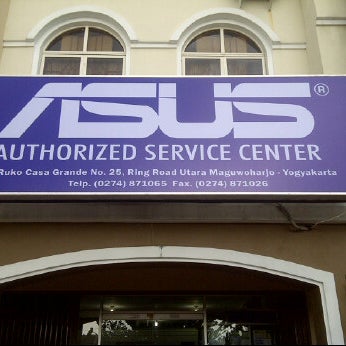 ASUS®
AUTHORIZED SERVICE CENTER
Ruko Casa Grande No. 25, Ring Road Utara Maguwoharjo - Yogyakarta
Telp. (0274) 871065 Fax. (0274) 871026